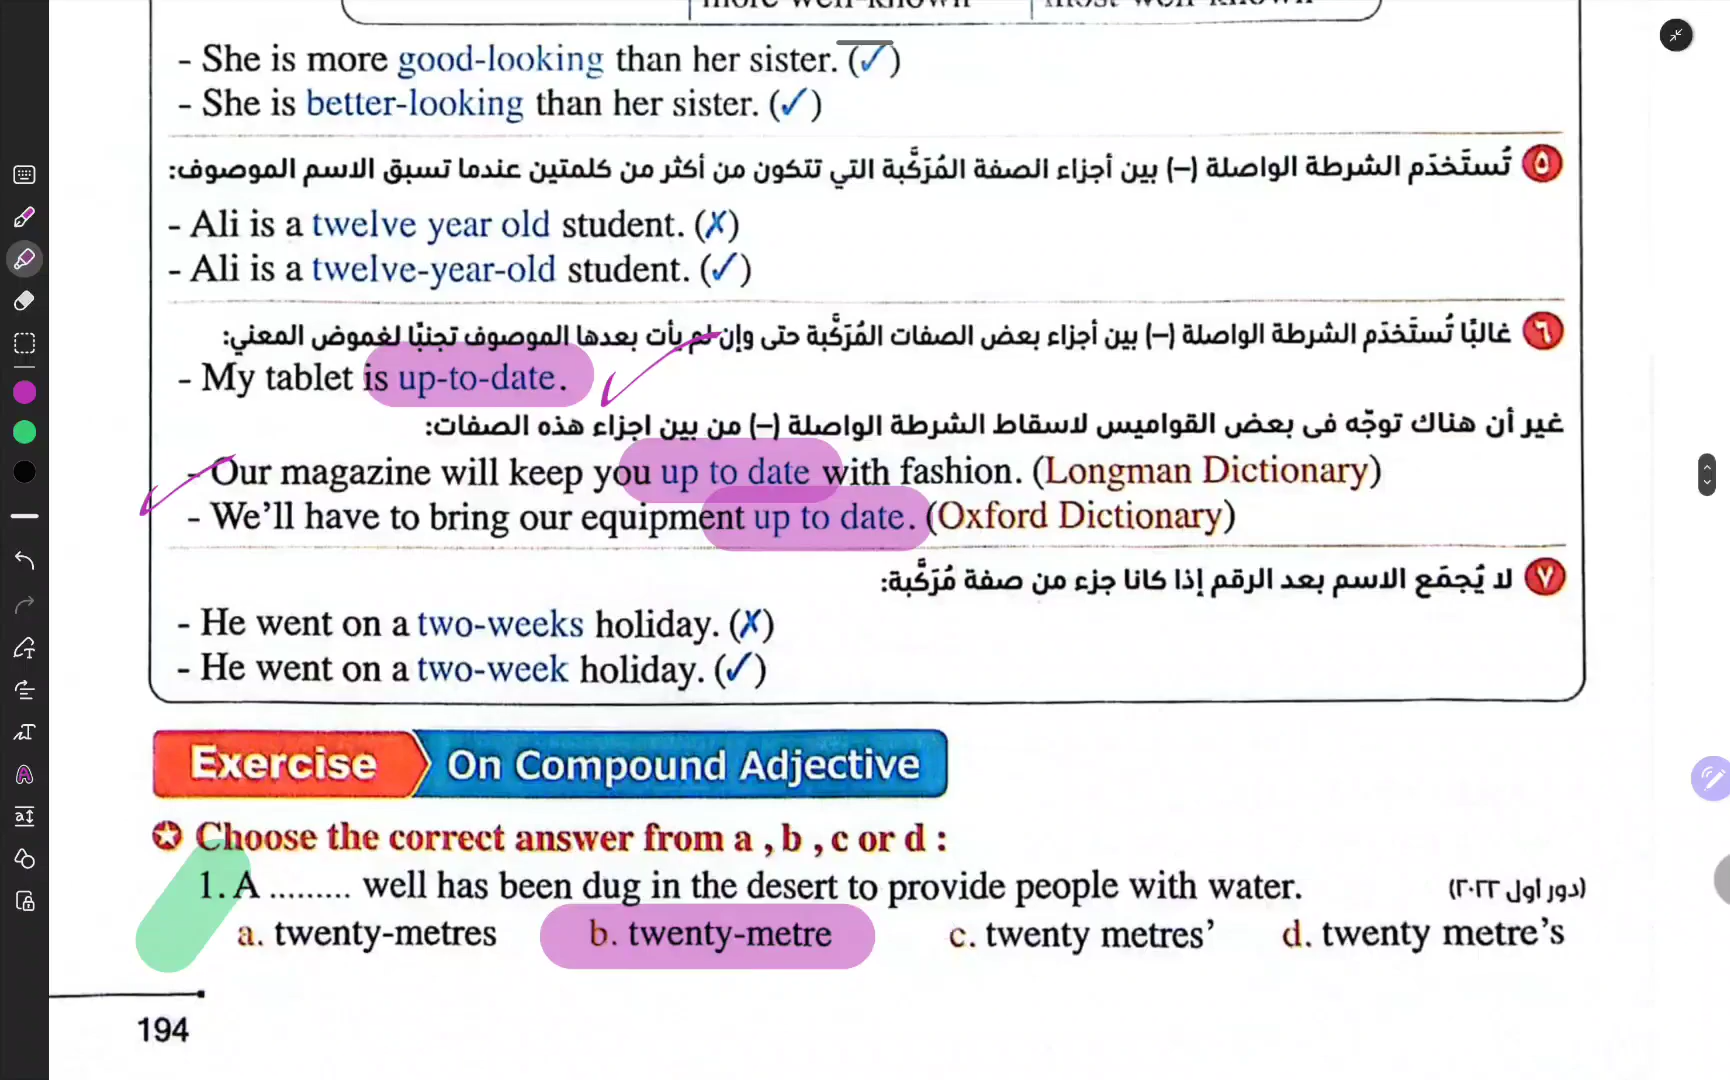 - She is more good-looking than her sister. (✓)
- She is better-looking than her sister. (✓)
٥ تُستَخدَم الشرطة الواصلة (–) بين أجزاء الصفة المُرَكَّبة التي تتكون من أكثر من كلمتين عندما تسبق الاسم الموصوف:
- Ali is a twelve year old student. (✗)
- Ali is a twelve-year-old student. (✓)
٦ غالبًا تُستَخدَم الشرطة الواصلة (–) بين أجزاء بعض الصفات المُرَكَّبة حتى وإن لم يأت بعدها الموصوف تجنبًا لغموض المعني:
- My tablet is up-to-date.
غير أن هناك توجّه فى بعض القواميس لاسقاط الشرطة الواصلة (–) من بين اجزاء هذه الصفات:
- Our magazine will keep you up to date with fashion. (Longman Dictionary)
- We’ll have to bring our equipment up to date. (Oxford Dictionary)
٧ لا يُجمَع الاسم بعد الرقم إذا كانا جزء من صفة مُرَكَّبة:
- He went on a two-weeks holiday. (✗)
- He went on a two-week holiday. (✓)
Exercise On Compound Adjective
Choose the correct answer from a , b , c or d :
1. A ......... well has been dug in the desert to provide people with water. (دور اول ٢٠٢٢)
a. twenty-metres b. twenty-metre c. twenty metres’ d. twenty metre’s
194